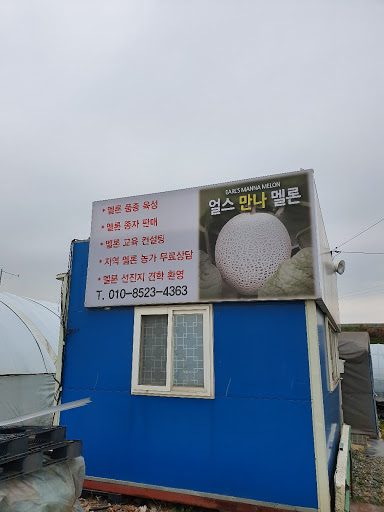 * 멜론 품종 육성
* 멜론 종자 판매
* 멜론 교육 컨설팅
* 지역 멜론 농가 무료상담
* 멜론 선진지 견학 환영
T. 010-8523-4363
EARL'S MANNA MELON
얼스 만나 멜론